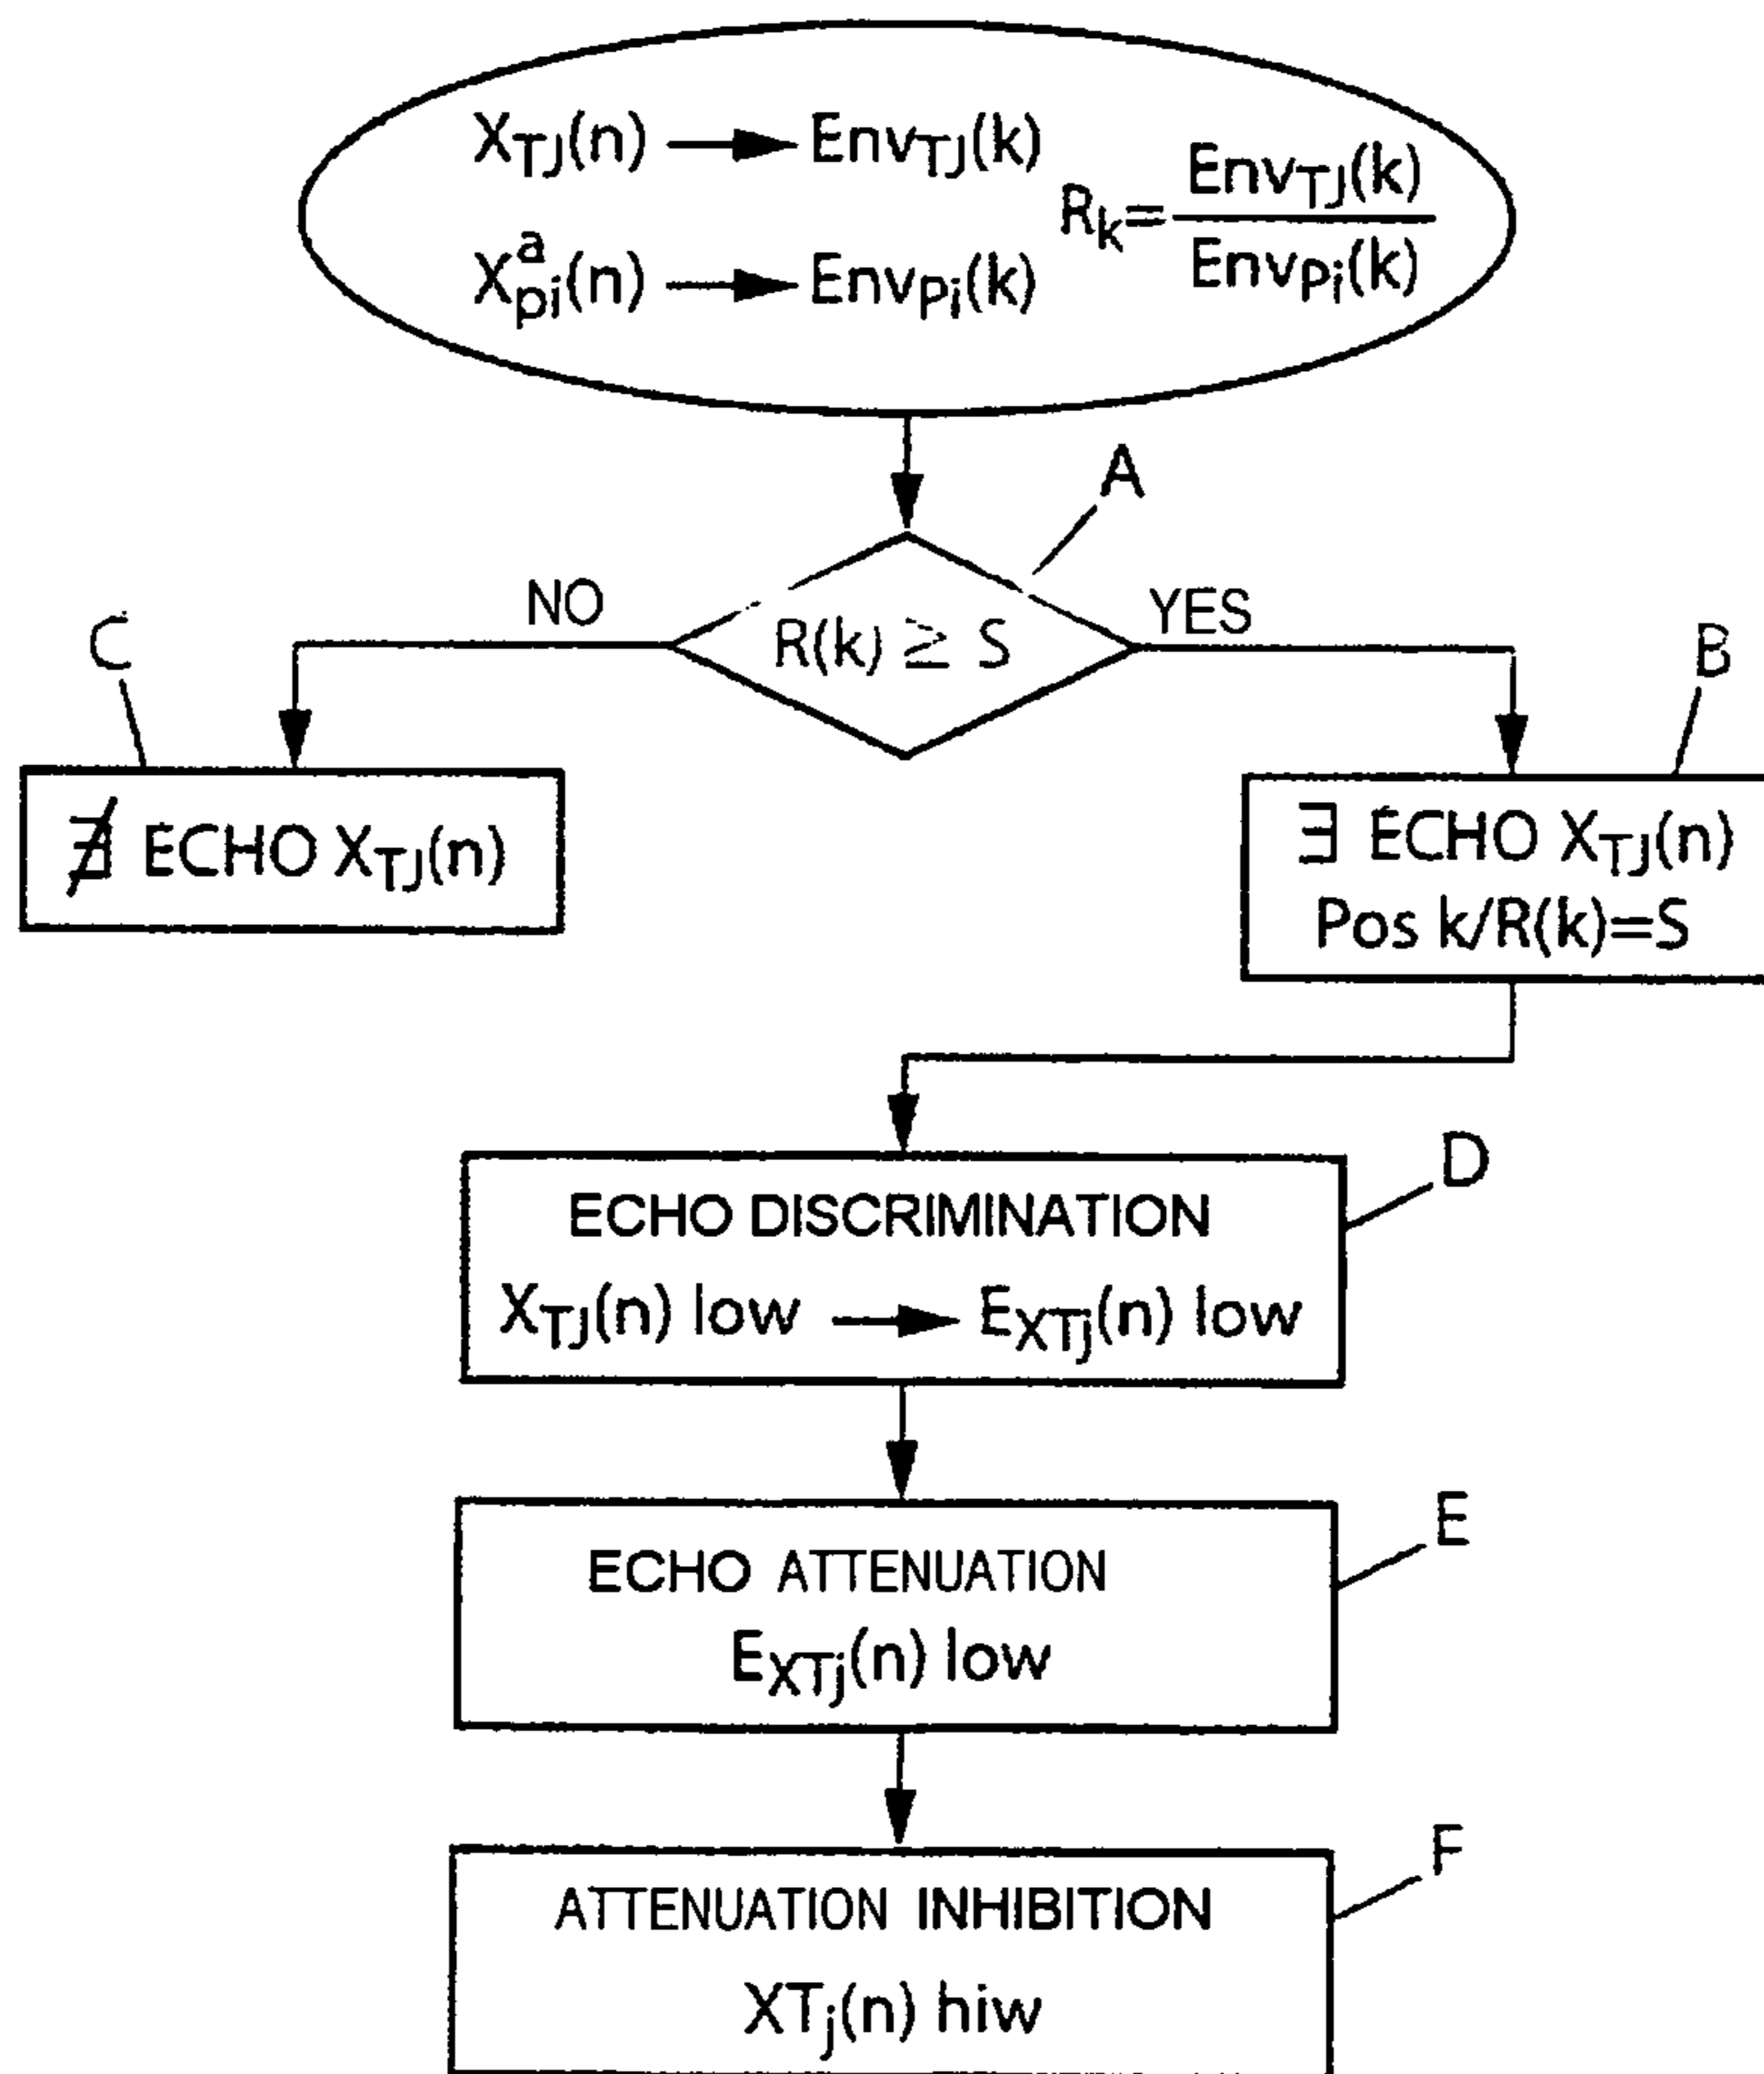 X_TJ(n) → Env_TJ(k)
R_k = Env_TJ(k) / Env_Pi(k)
X^a_pi(n) → Env_Pi(k)
A
NO
YES
R(k) ≥ S
C
B
∄ ECHO X_TJ(n)
∃ ECHO X_TJ(n)
Pos k/R(k)=S
D
ECHO DISCRIMINATION
X_TJ(n) low → E_XTj(n) low
E
ECHO ATTENUATION
E_XTj(n) low
F
ATTENUATION INHIBITION
XT_j(n) hiw